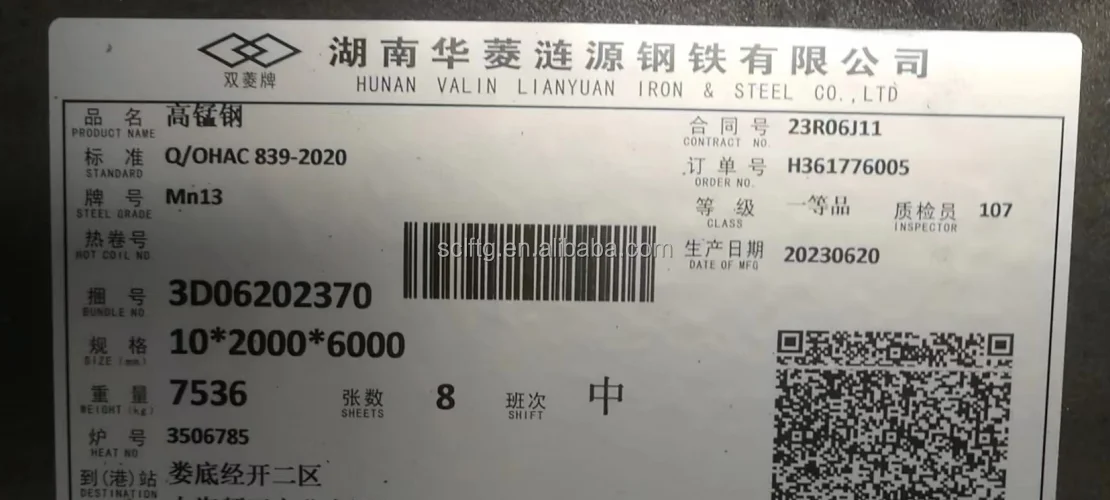 湖南华菱涟源钢铁有限公司
双菱牌
HUNAN VALIN LIANYUAN IRON & STEEL CO.,LTD
品名 高锰钢
PRODUCT NAME
合同号 23R06J11
CONTRACT NO.
标准 Q/OHAC 839-2020
STANDARD
订单号 H361776005
ORDER NO.
牌号 Mn13
STEEL GRADE
等级 一等品 质检员 107
CLASS INSPECTOR
热卷号
HOT COIL NO
sclftg.en.alibaba.com
生产日期 20230620
DATE OF MFG
捆号 3D06202370
BUNDLE NO
规格 10*2000*6000
SIZE(mm)
重量 7536 张数 8 班次 中
WEIGHT(kg) SHEETS SHIFT
炉号 3506785
HEAT NO
到(港)站 娄底经开二区
DESTINATION